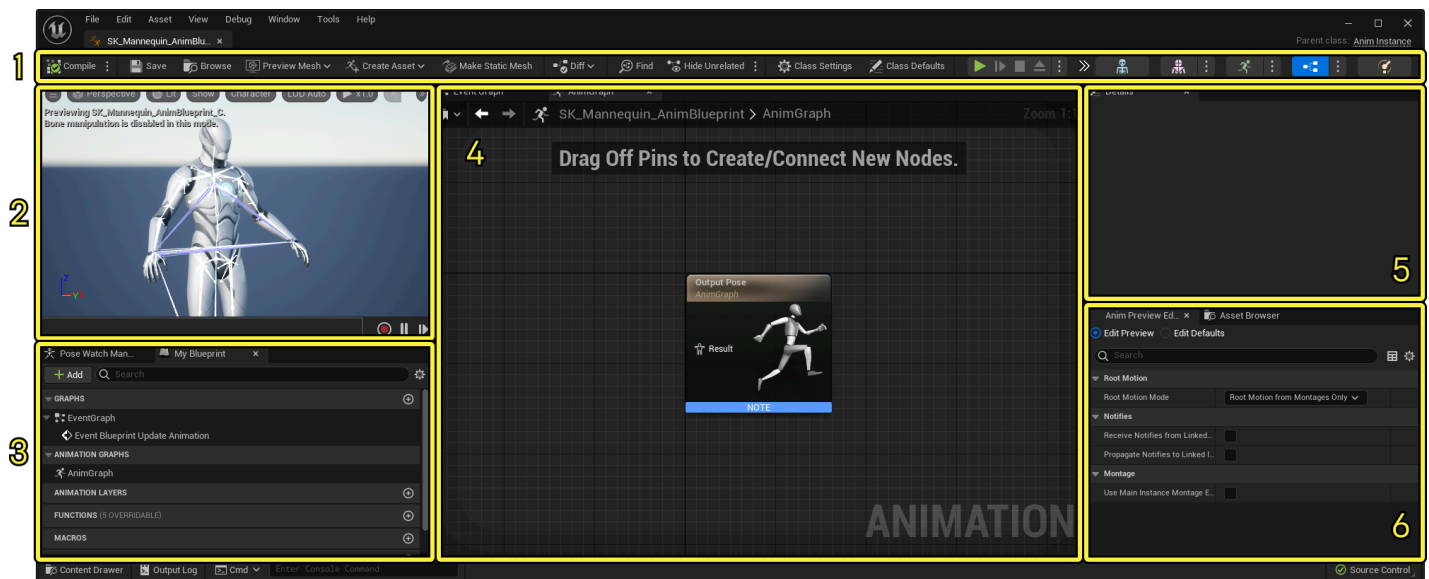 File Edit Asset View Debug Window Tools Help
SK_Mannequin_AnimBlu... ×
Parent class: Anim Instance
1
Compile Save Browse Preview Mesh Create Asset Make Static Mesh Diff Find Hide Unrelated Class Settings Class Defaults
2
Perspective Lit Show Character LOD Auto x1.0
Previewing SK_Mannequin_AnimBlueprint_C.
Bone manipulation is disabled in this mode.
Z
Y
3
Pose Watch Man... My Blueprint ×
+ Add Search
GRAPHS
EventGraph
Event Blueprint Update Animation
ANIMATION GRAPHS
AnimGraph
ANIMATION LAYERS
FUNCTIONS (5 OVERRIDABLE)
MACROS
4
Event Graph AnimGraph ×
SK_Mannequin_AnimBlueprint > AnimGraph Zoom 1:1
Drag Off Pins to Create/Connect New Nodes.
Output Pose
AnimGraph
Result
NOTE
ANIMATION
Details ×
5
Anim Preview Ed... × Asset Browser
Edit Preview Edit Defaults
Search
Root Motion
Root Motion Mode Root Motion from Montages Only
Notifies
Receive Notifies from Linked..
Propagate Notifies to Linked I..
Montage
Use Main Instance Montage E..
6
Content Drawer Output Log Cmd Enter Console Command Source Control